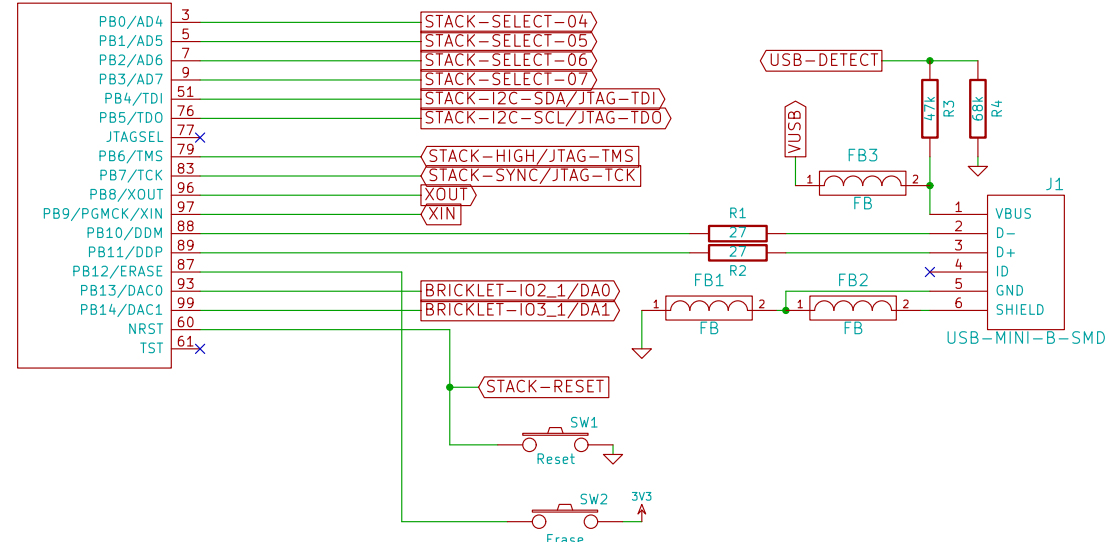 PB0/AD4 3 STACK-SELECT-04
PB1/AD5 5 STACK-SELECT-05
PB2/AD6 7 STACK-SELECT-06
PB3/AD7 9 STACK-SELECT-07
PB4/TDI 51 STACK-I2C-SDA/JTAG-TDI
PB5/TDO 76 STACK-I2C-SCL/JTAG-TDO
JTAGSEL 77
PB6/TMS 79 STACK-HIGH/JTAG-TMS
PB7/TCK 83 STACK-SYNC/JTAG-TCK
PB8/XOUT 96 XOUT
PB9/PGMCK/XIN 97 XIN
PB10/DDM 88
PB11/DDP 89
PB12/ERASE 87
PB13/DAC0 93 BRICKLET-IO2_1/DA0
PB14/DAC1 99 BRICKLET-IO3_1/DA1
NRST 60
TST 61
USB-DETECT
47k
R3
68k
R4
VUSB
FB3
1 2
FB
J1
1 VBUS
2 D-
3 D+
4 ID
5 GND
6 SHIELD
USB-MINI-B-SMD
R1
27
27
R2
FB1
1 2
FB
FB2
1 2
FB
STACK-RESET
SW1
Reset
SW2
3V3
Erase